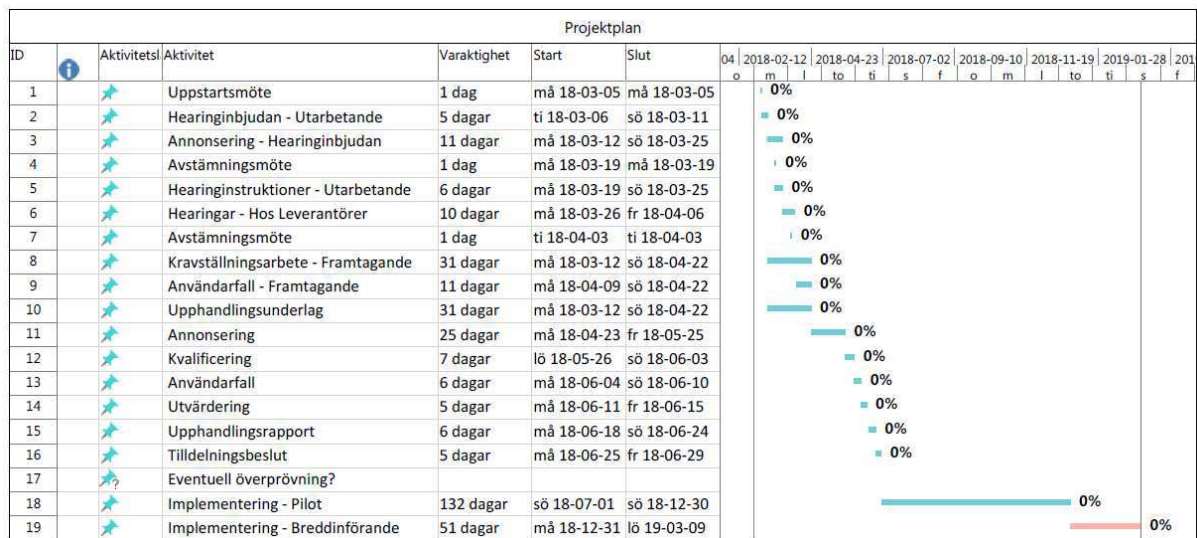 Projektplan
ID Aktivitetsl Aktivitet Varaktighet Start Slut 04 2018-02-12 2018-04-23 2018-07-02 2018-09-10 2018-11-19 2019-01-28 201
o m l to ti s f o m l to ti s f
1 Uppstartsmöte 1 dag må 18-03-05 må 18-03-05 0%
2 Hearinginbjudan - Utarbetande 5 dagar ti 18-03-06 sö 18-03-11 0%
3 Annonsering - Hearinginbjudan 11 dagar må 18-03-12 sö 18-03-25 0%
4 Avstämningsmöte 1 dag må 18-03-19 må 18-03-19 0%
5 Hearinginstruktioner - Utarbetande 6 dagar må 18-03-19 sö 18-03-25 0%
6 Hearingar - Hos Leverantörer 10 dagar må 18-03-26 fr 18-04-06 0%
7 Avstämningsmöte 1 dag ti 18-04-03 ti 18-04-03 0%
8 Kravställningsarbete - Framtagande 31 dagar må 18-03-12 sö 18-04-22 0%
9 Användarfall - Framtagande 11 dagar må 18-04-09 sö 18-04-22 0%
10 Upphandlingsunderlag 31 dagar må 18-03-12 sö 18-04-22 0%
11 Annonsering 25 dagar må 18-04-23 fr 18-05-25 0%
12 Kvalificering 7 dagar lö 18-05-26 sö 18-06-03 0%
13 Användarfall 6 dagar må 18-06-04 sö 18-06-10 0%
14 Utvärdering 5 dagar må 18-06-11 fr 18-06-15 0%
15 Upphandlingsrapport 6 dagar må 18-06-18 sö 18-06-24 0%
16 Tilldelningsbeslut 5 dagar må 18-06-25 fr 18-06-29 0%
17 ? Eventuell överprövning?
18 Implementering - Pilot 132 dagar sö 18-07-01 sö 18-12-30 0%
19 Implementering - Breddinförande 51 dagar må 18-12-31 lö 19-03-09 0%